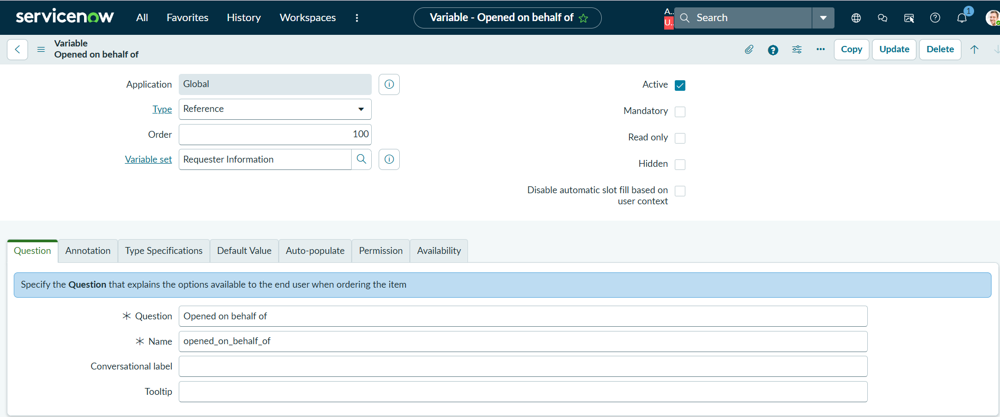 servicenow All Favorites History Workspaces Variable - Opened on behalf of A.. U.. Search 1
Variable
Opened on behalf of
Copy Update Delete
Application Global
Type Reference
Order 100
Variable set Requester Information
Active
Mandatory
Read only
Hidden
Disable automatic slot fill based on
user context
Question Annotation Type Specifications Default Value Auto-populate Permission Availability
Specify the Question that explains the options available to the end user when ordering the item
Question Opened on behalf of
Name opened_on_behalf_of
Conversational label
Tooltip